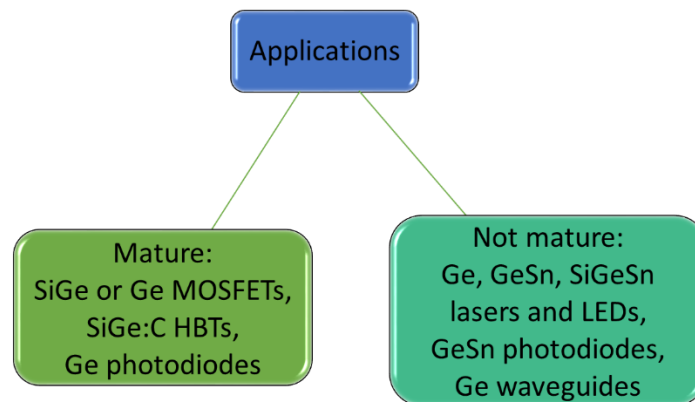 Applications
Mature:
SiGe or Ge MOSFETs,
SiGe:C HBTs,
Ge photodiodes
Not mature:
Ge, GeSn, SiGeSn
lasers and LEDs,
GeSn photodiodes,
Ge waveguides